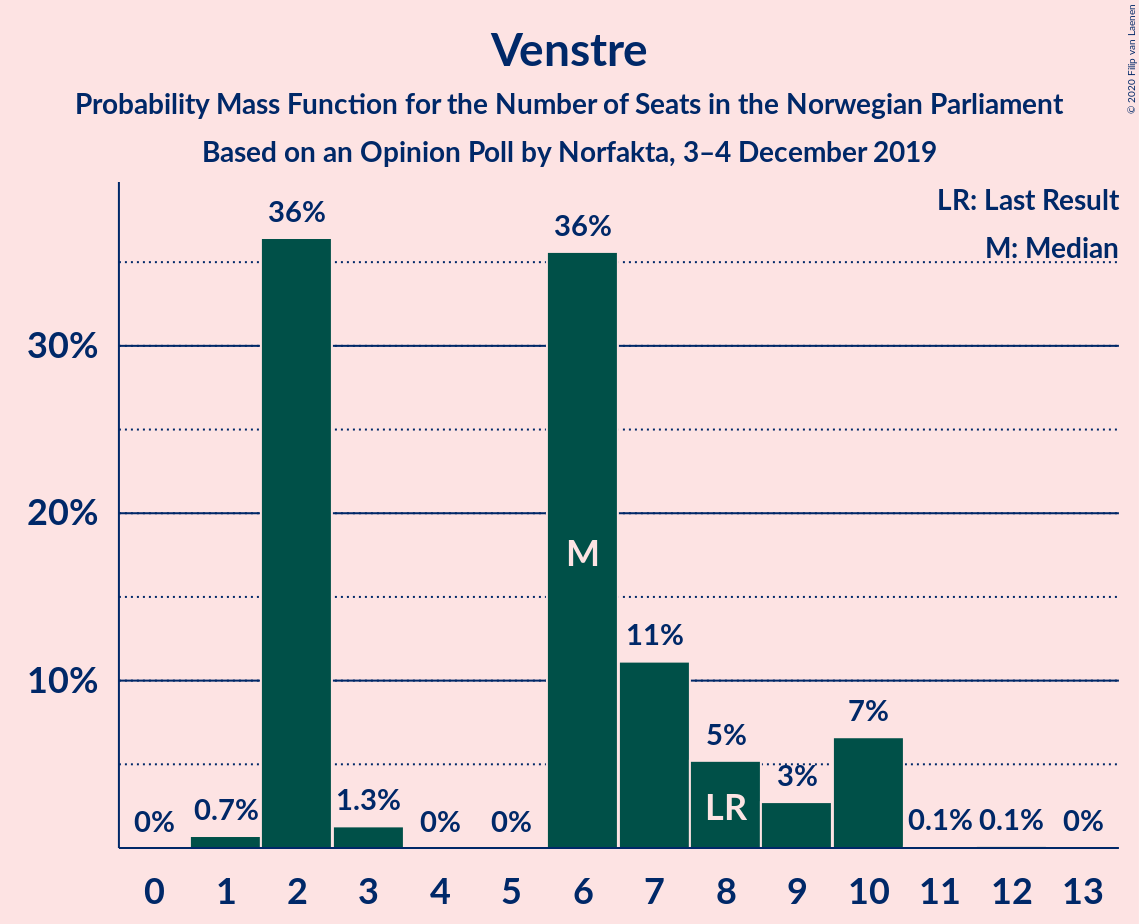 Venstre
Probability Mass Function for the Number of Seats in the Norwegian Parliament
Based on an Opinion Poll by Norfakta, 3–4 December 2019
© 2020 Filip van Laenen
LR: Last Result
M: Median
30%
20%
10%
0%
0.7%
36%
1.3%
0%
0%
36%
11%
5%
3%
7%
0.1%
0.1%
0%
M
LR
0 1 2 3 4 5 6 7 8 9 10 11 12 13